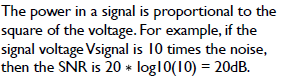 The power in a signal is proportional to the
square of the voltage. For example, if the
signal voltage Vsignal is 10 times the noise,
then the SNR is 20 * log10(10) = 20dB.